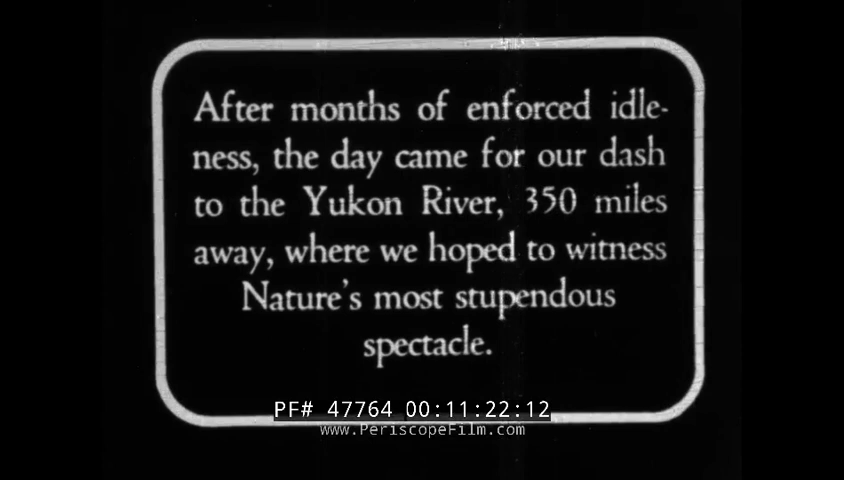 After months of enforced idle-
ness, the day came for our dash
to the Yukon River, 350 miles
away, where we hoped to witness
Nature's most stupendous
spectacle.
PF# 47764 00:11:22:12
www.PeriscopeFilm.com